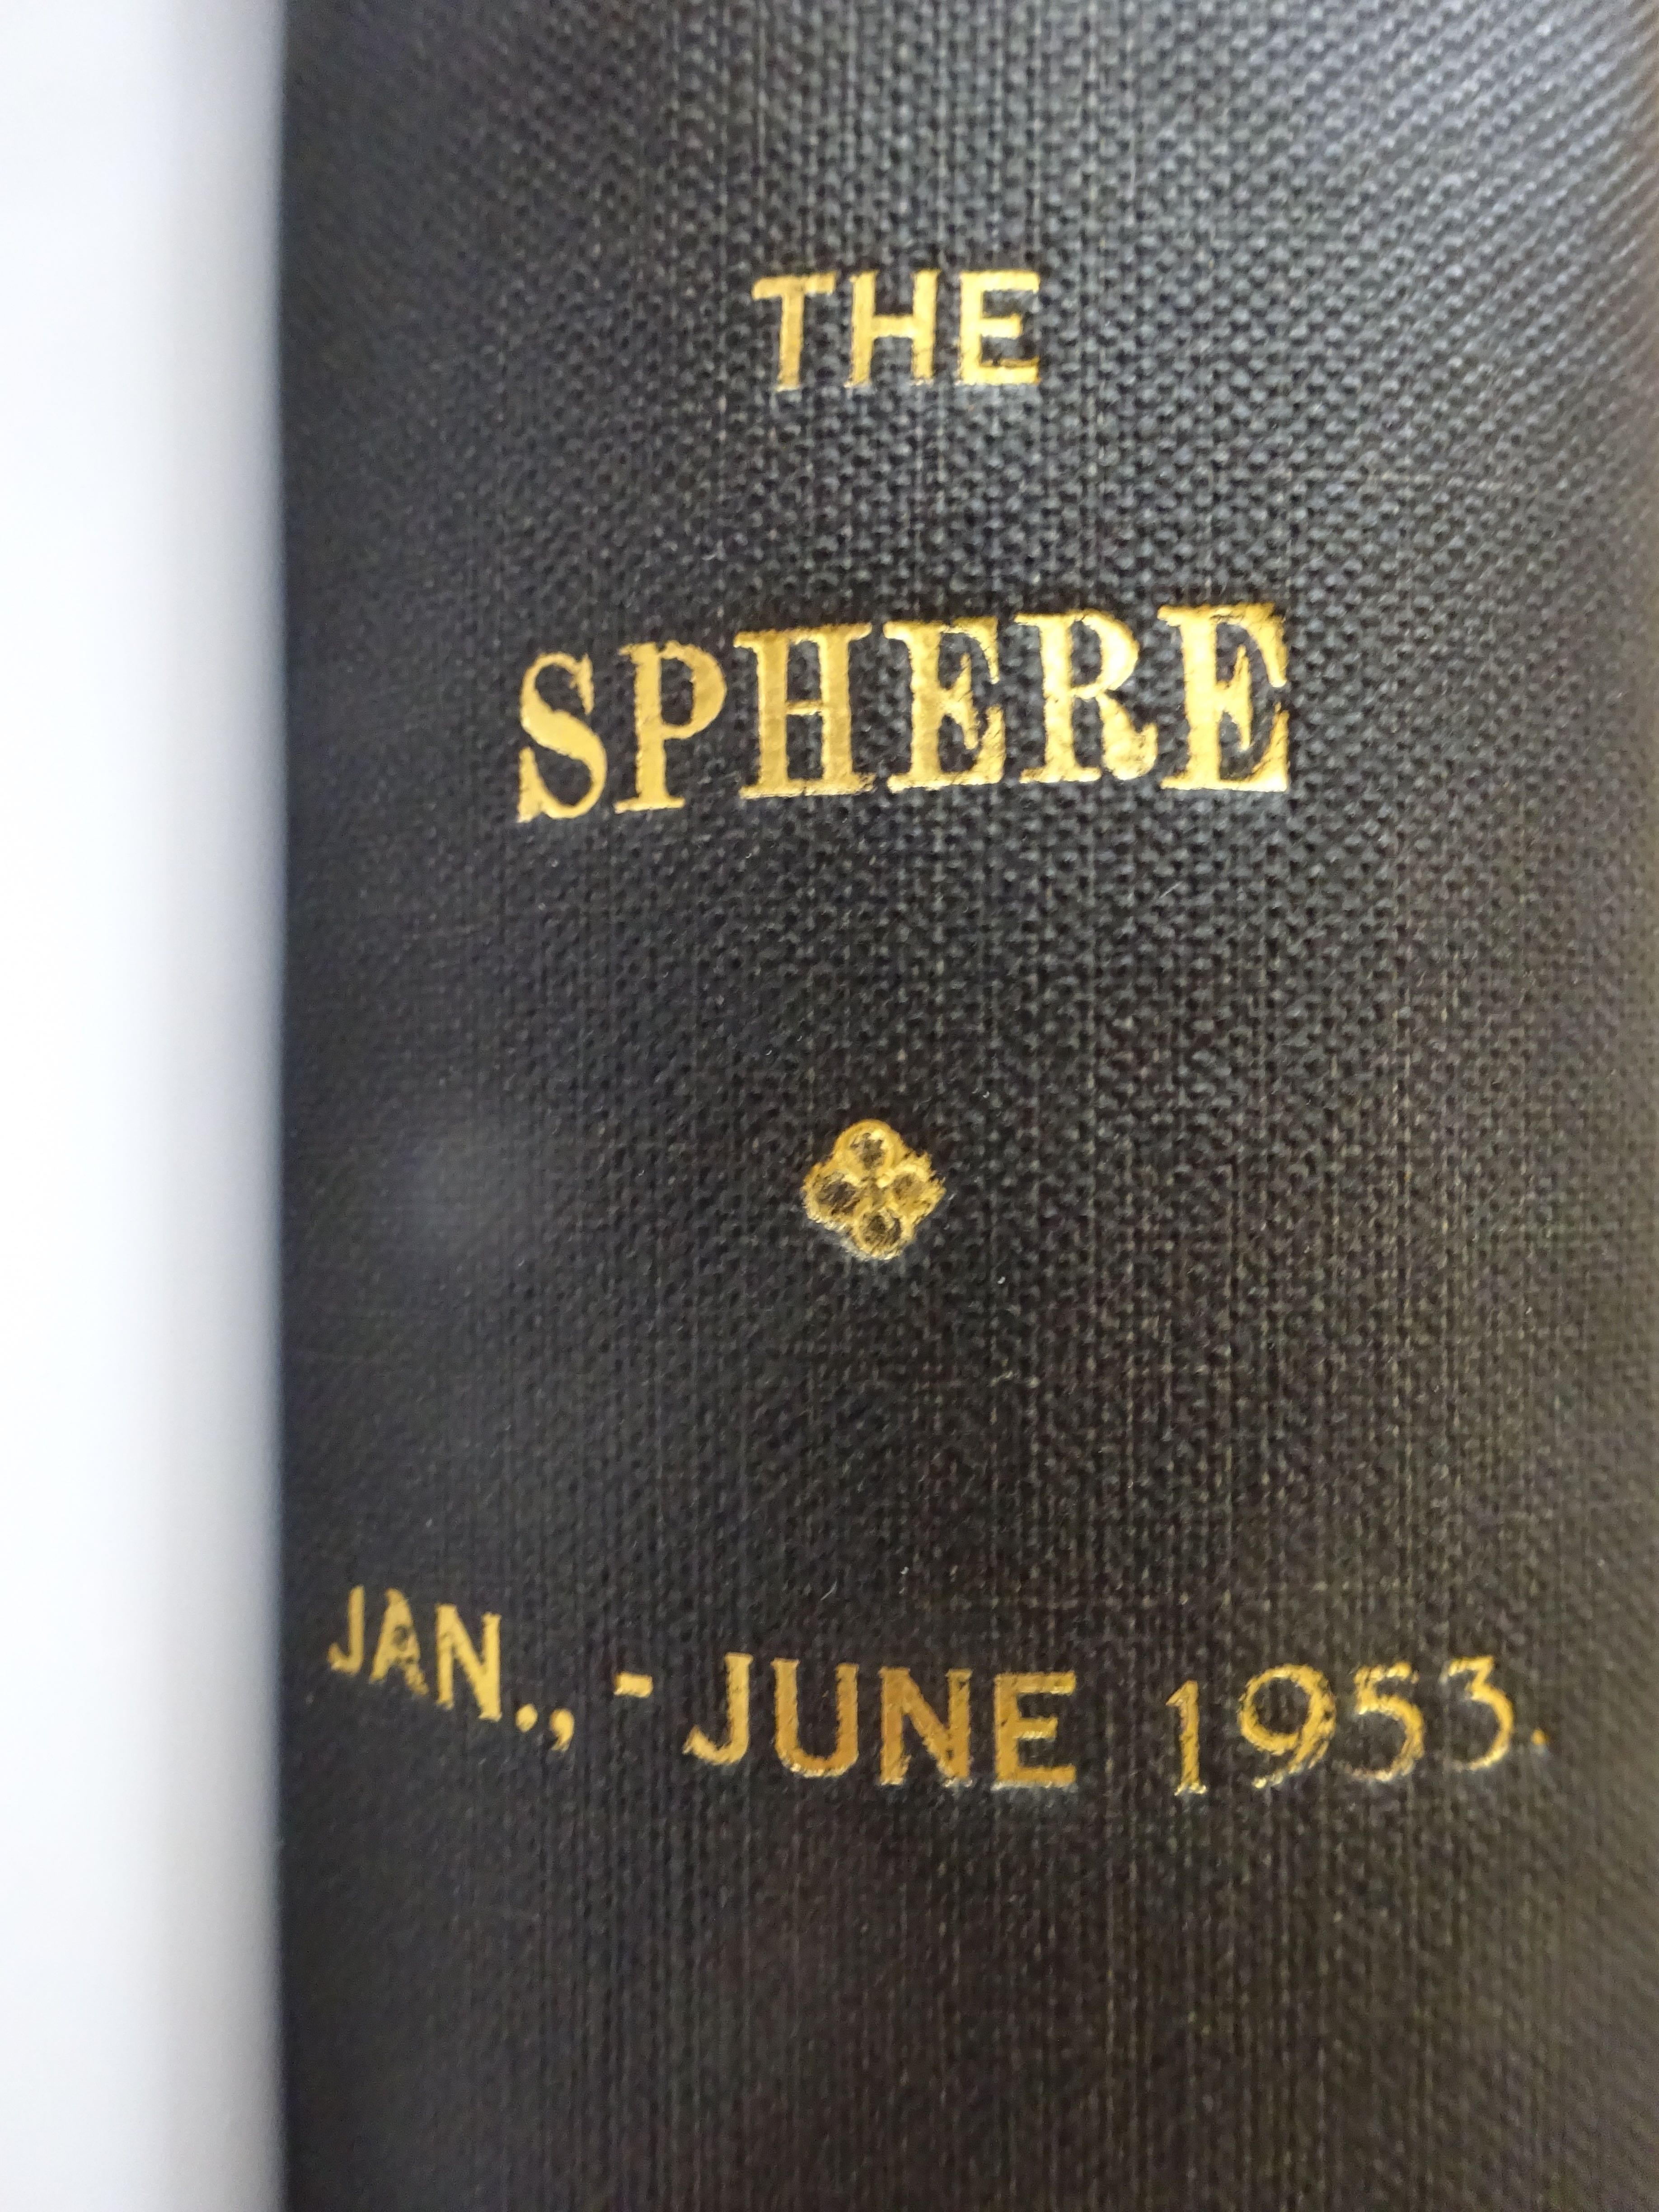 THE
SPHERE
JAN., - JUNE 1953.